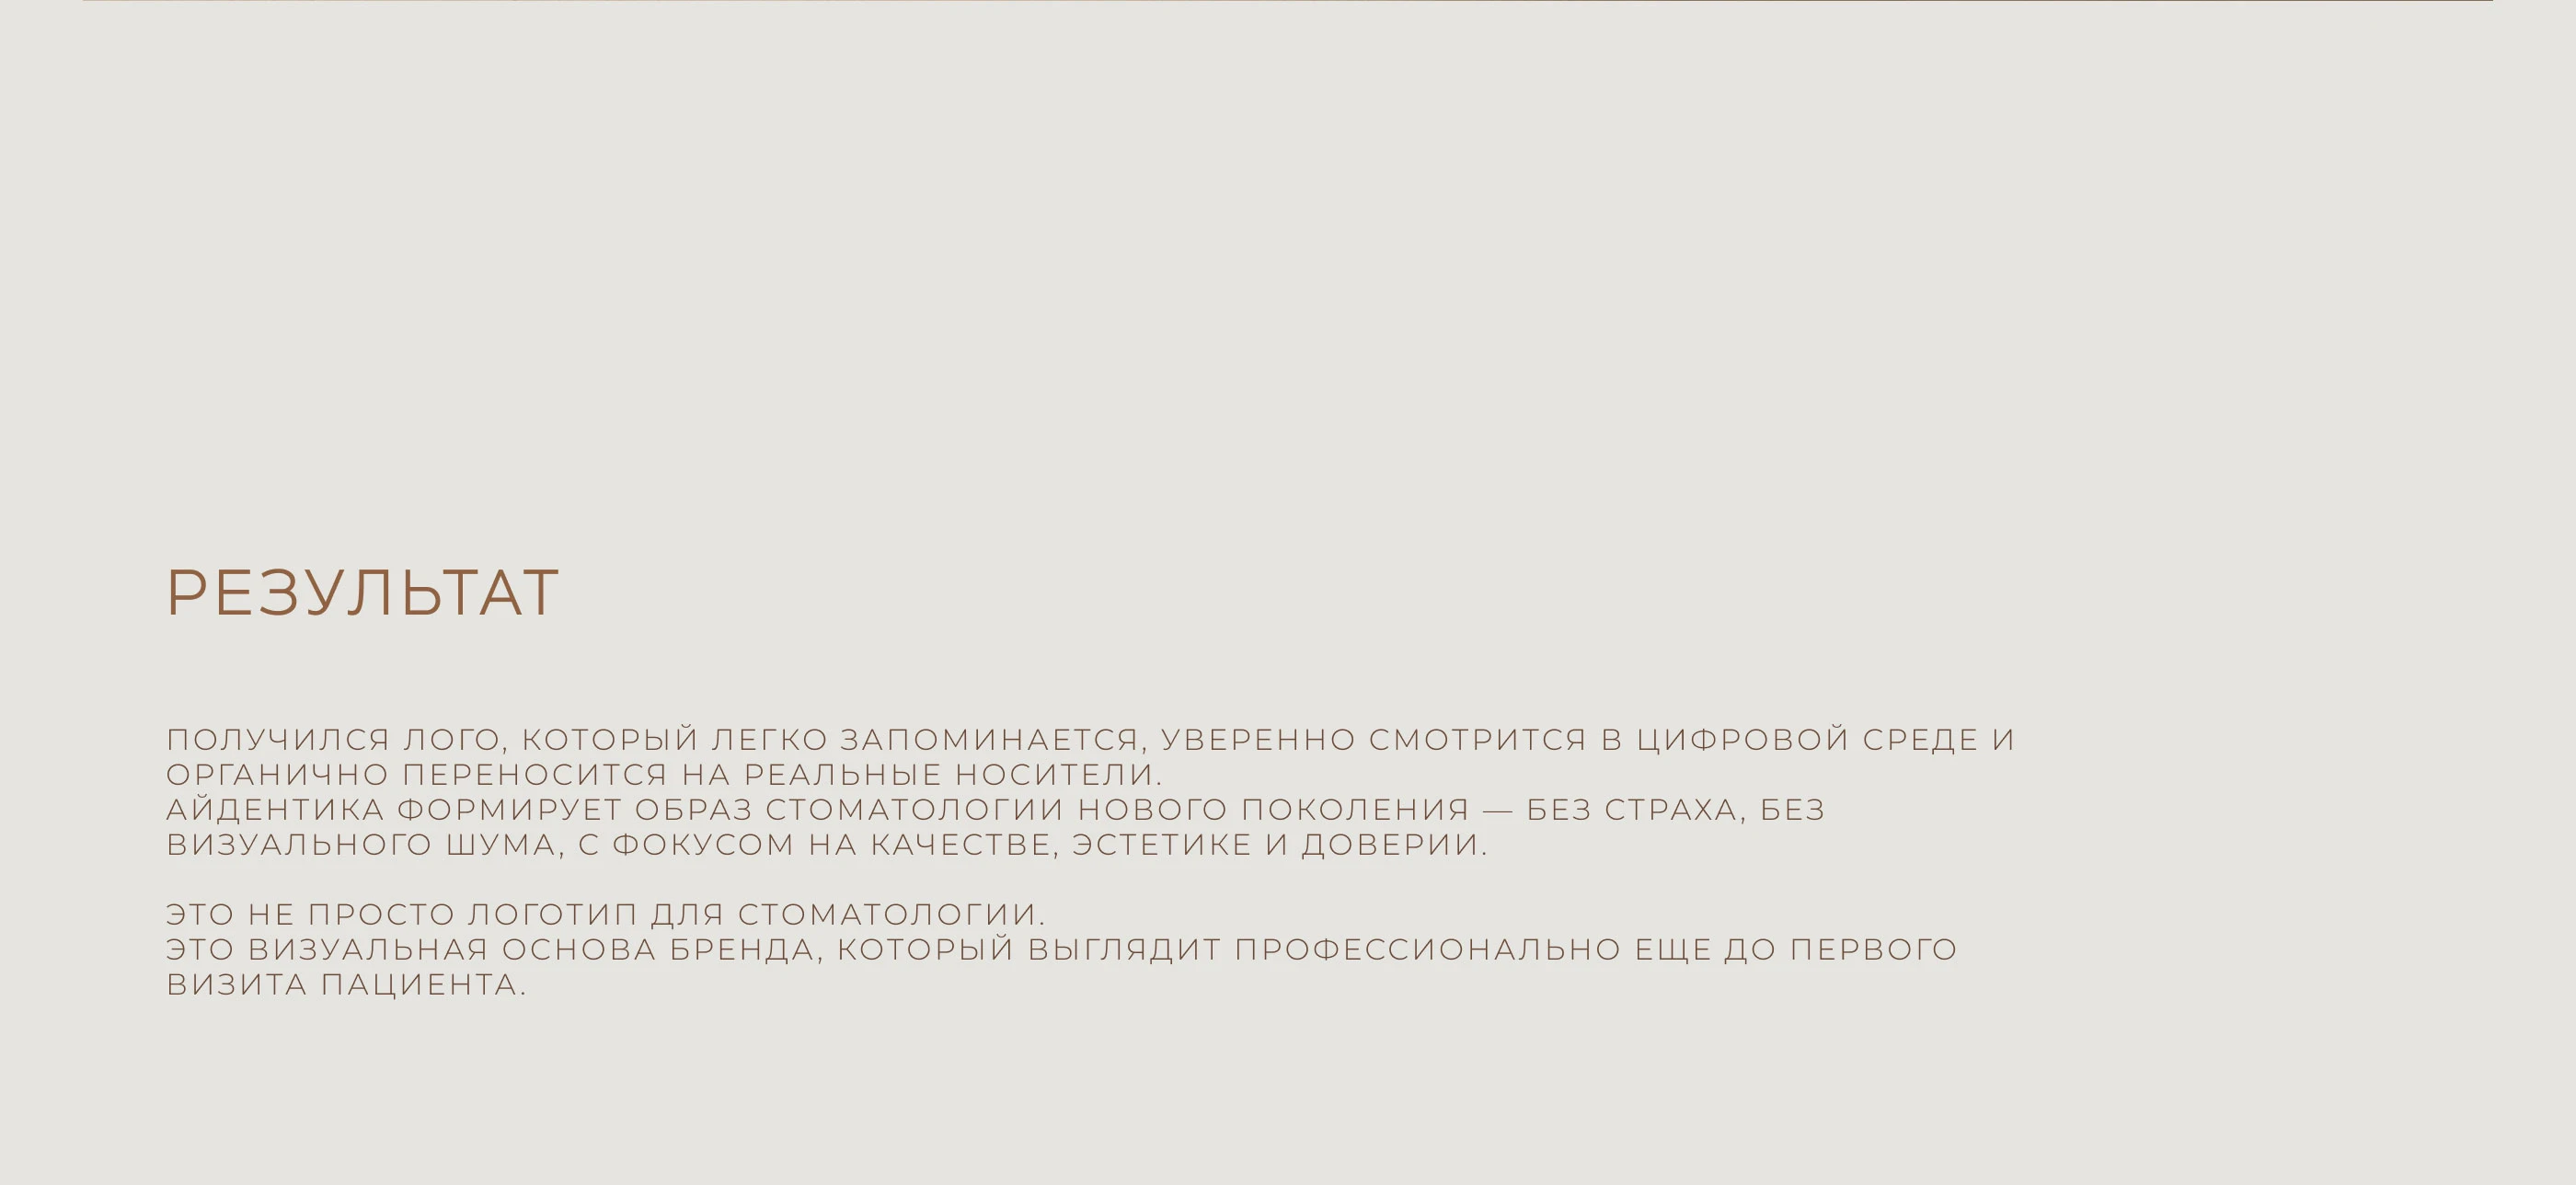 РЕЗУЛЬТАТ
ПОЛУЧИЛСЯ ЛОГО, КОТОРЫЙ ЛЕГКО ЗАПОМИНАЕТСЯ, УВЕРЕННО СМОТРИТСЯ В ЦИФРОВОЙ СРЕДЕ И
ОРГАНИЧНО ПЕРЕНОСИТСЯ НА РЕАЛЬНЫЕ НОСИТЕЛИ.
АЙДЕНТИКА ФОРМИРУЕТ ОБРАЗ СТОМАТОЛОГИИ НОВОГО ПОКОЛЕНИЯ — БЕЗ СТРАХА, БЕЗ
ВИЗУАЛЬНОГО ШУМА, С ФОКУСОМ НА КАЧЕСТВЕ, ЭСТЕТИКЕ И ДОВЕРИИ.
ЭТО НЕ ПРОСТО ЛОГОТИП ДЛЯ СТОМАТОЛОГИИ.
ЭТО ВИЗУАЛЬНАЯ ОСНОВА БРЕНДА, КОТОРЫЙ ВЫГЛЯДИТ ПРОФЕССИОНАЛЬНО ЕЩЕ ДО ПЕРВОГО
ВИЗИТА ПАЦИЕНТА.